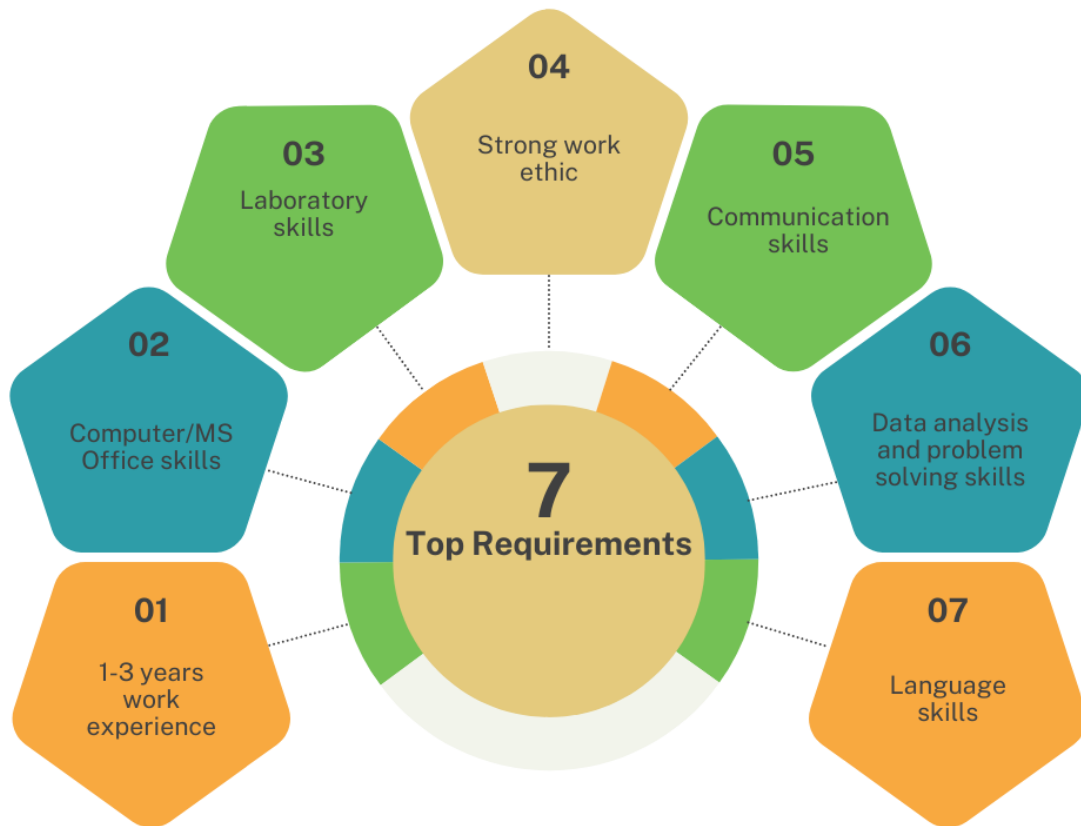 04
Strong work
ethic
03
Laboratory
skills
05
Communication
skills
02
Computer/MS
Office skills
06
Data analysis
and problem
solving skills
7
Top Requirements
01
1-3 years
work
experience
07
Language
skills